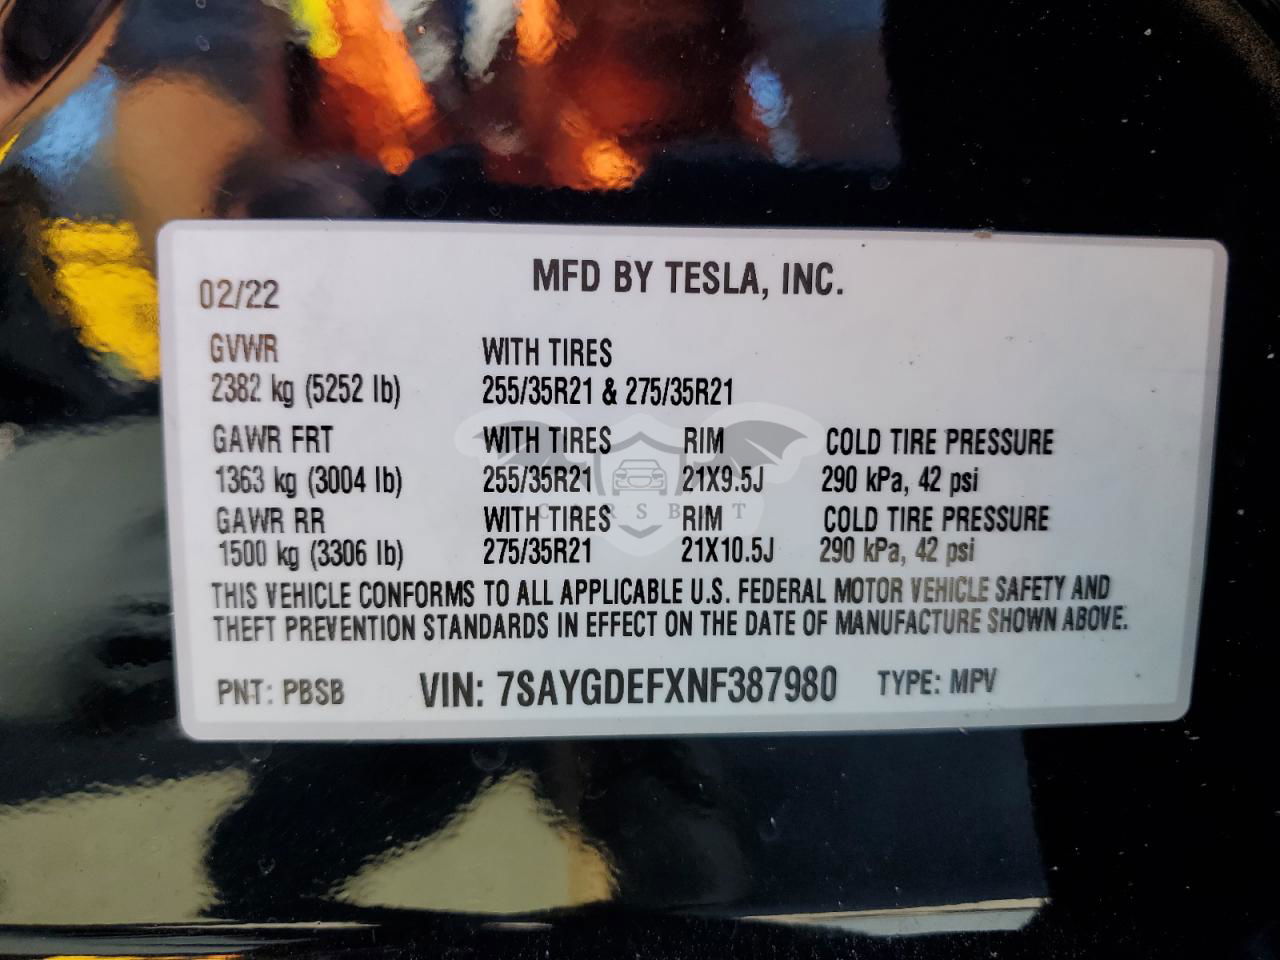 MFD BY TESLA, INC.
02/22
GVWR WITH TIRES
2382 kg (5252 lb) 255/35R21 & 275/35R21
GAWR FRT WITH TIRES RIM COLD TIRE PRESSURE
1363 kg (3004 lb) 255/35R21 21X9.5J 290 kPa, 42 psi
GAWR RR WITH TIRES RIM COLD TIRE PRESSURE
1500 kg (3306 lb) 275/35R21 21X10.5J 290 kPa, 42 psi
THIS VEHICLE CONFORMS TO ALL APPLICABLE U.S. FEDERAL MOTOR VEHICLE SAFETY AND
THEFT PREVENTION STANDARDS IN EFFECT ON THE DATE OF MANUFACTURE SHOWN ABOVE.
PNT: PBSB VIN: 7SAYGDEFXNF387980 TYPE: MPV